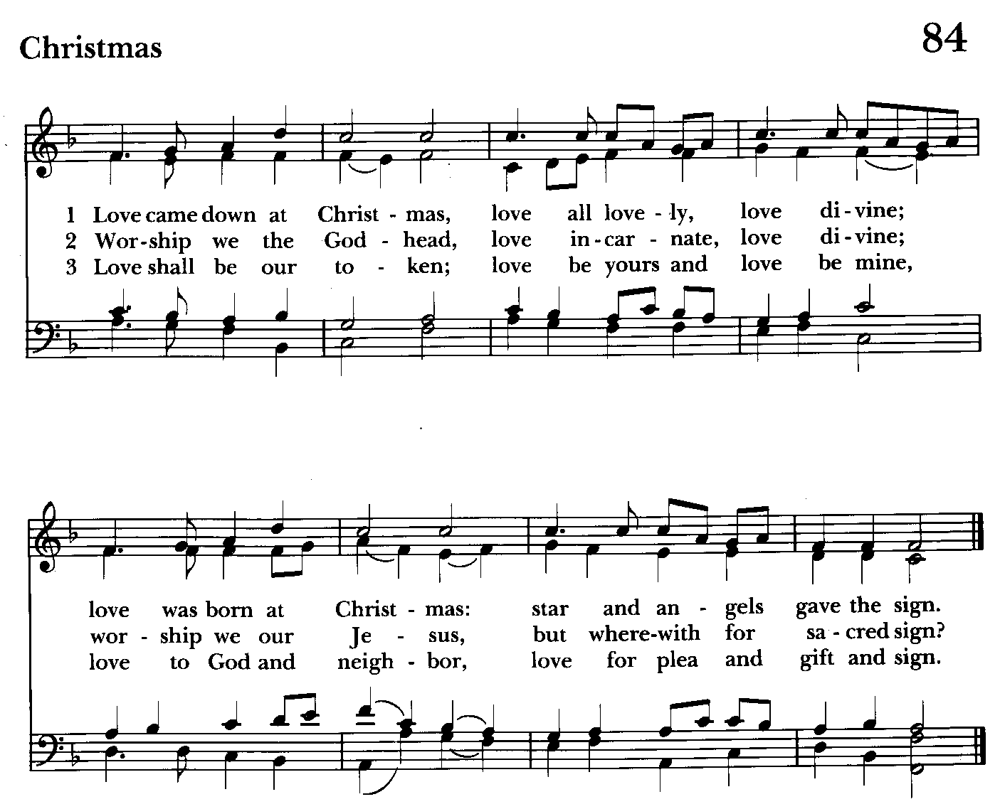 Christmas
84
1 Love came down at Christ - mas, love all love - ly, love di - vine;
2 Wor - ship we the God - head, love in - car - nate, love di - vine;
3 Love shall be our to - ken; love be yours and love be mine,
love was born at Christ - mas: star and an - gels gave the sign.
wor - ship we our Je - sus, but where - with for sa - cred sign?
love to God and neigh - bor, love for plea and gift and sign.